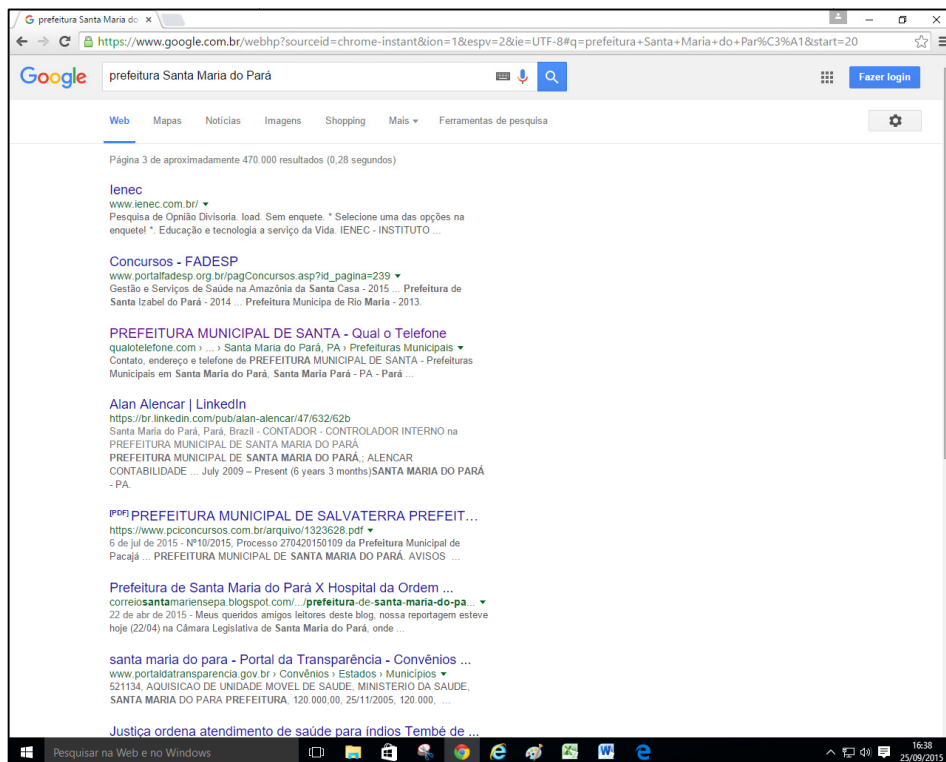 prefeitura Santa Maria do
https://www.google.com.br/webhp?sourceid=chrome-instant&ion=1&espv=2&ie=UTF-8#q=prefeitura+Santa+Maria+do+Par%C3%A1&start=20
Google
prefeitura Santa Maria do Pará
Fazer login
Web Mapas Notícias Imagens Shopping Mais Ferramentas de pesquisa
Página 3 de aproximadamente 470.000 resultados (0,28 segundos)
Ienec
www.ienec.com.br/
Pesquisa de Opnião Divisoria. load. Sem enquete. * Selecione uma das opções na
enquete! *. Educação e tecnologia a serviço da Vida. IENEC - INSTITUTO ...
Concursos - FADESP
www.portalfadesp.org.br/pagConcursos.asp?id_pagina=239
Gestão e Serviços de Saúde na Amazônia da Santa Casa - 2015 ... Prefeitura de
Santa Izabel do Pará - 2014 ... Prefeitura Municipa de Rio Maria - 2013.
PREFEITURA MUNICIPAL DE SANTA - Qual o Telefone
qualotelefone.com › ... › Santa Maria do Pará, PA › Prefeituras Municipais
Contato, endereço e telefone de PREFEITURA MUNICIPAL DE SANTA - Prefeituras
Municipais em Santa Maria do Pará, Santa Maria Pará - PA - Pará ...
Alan Alencar | LinkedIn
https://br.linkedin.com/pub/alan-alencar/47/632/62b
Santa Maria do Pará, Pará, Brazil - CONTADOR - CONTROLADOR INTERNO na
PREFEITURA MUNICIPAL DE SANTA MARIA DO PARÁ
PREFEITURA MUNICIPAL DE SANTA MARIA DO PARÁ,; ALENCAR
CONTABILIDADE ... July 2009 – Present (6 years 3 months)SANTA MARIA DO PARÁ
- PA.
[PDF] PREFEITURA MUNICIPAL DE SALVATERRA PREFEIT...
https://www.pciconcursos.com.br/arquivo/1323628.pdf
6 de jul de 2015 - Nº10/2015, Processo 270420150109 da Prefeitura Municipal de
Pacajá ... PREFEITURA MUNICIPAL DE SANTA MARIA DO PARÁ. AVISOS ...
Prefeitura de Santa Maria do Pará X Hospital da Ordem ...
correiosantamariensepa.blogspot.com/.../prefeitura-de-santa-maria-do-pa...
22 de abr de 2015 - Meus queridos amigos leitores deste blog, nossa reportagem esteve
hoje (22/04) na Câmara Legislativa de Santa Maria do Pará, onde ...
santa maria do para - Portal da Transparência - Convênios ...
www.portaldatransparencia.gov.br › Convênios › Estados › Municípios
521134, AQUISICAO DE UNIDADE MOVEL DE SAUDE, MINISTERIO DA SAUDE,
SANTA MARIA DO PARA PREFEITURA, 120.000,00, 25/11/2005, 120.000, ...
Justiça ordena atendimento de saúde para índios Tembé de ...
Pesquisar na Web e no Windows
16:38
25/09/2015